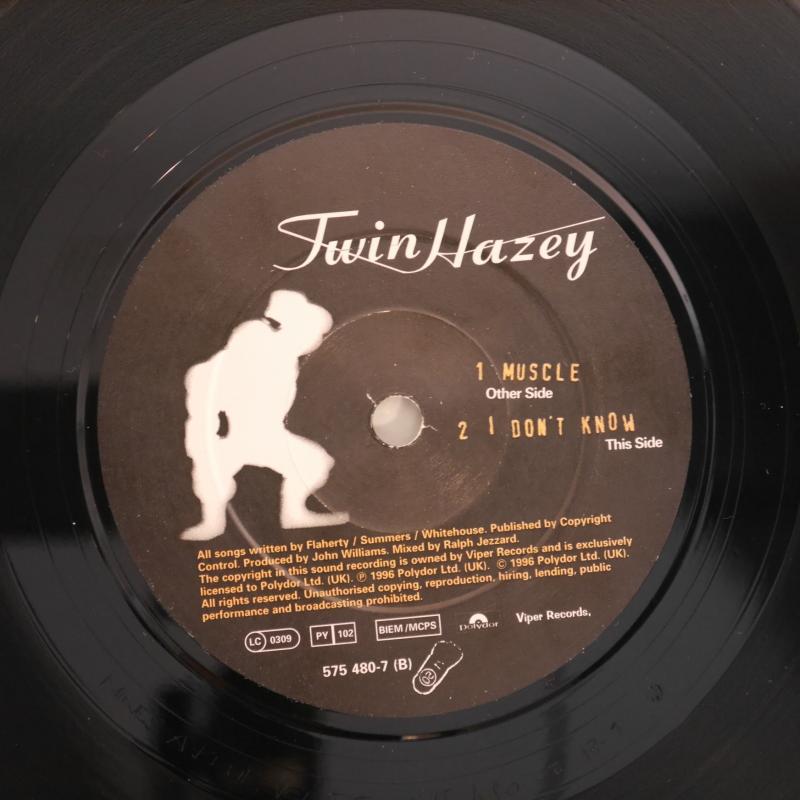 Twin Hazey
1 MUSCLE
Other Side
2 I DON'T KNOW
This Side
All songs written by Flaherty / Summers / Whitehouse. Published by Copyright
Control. Produced by John Williams. Mixed by Ralph Jezzard.
The copyright in this sound recording is owned by Viper Records and is exclusively
licensed to Polydor Ltd. (UK). ℗ 1996 Polydor Ltd. (UK). © 1996 Polydor Ltd. (UK).
All rights reserved. Unauthorised copying, reproduction, hiring, lending, public
performance and broadcasting prohibited.
LC 0309 PY 102 BIEM/MCPS Polydor Viper Records,
575 480-7 (B) 02